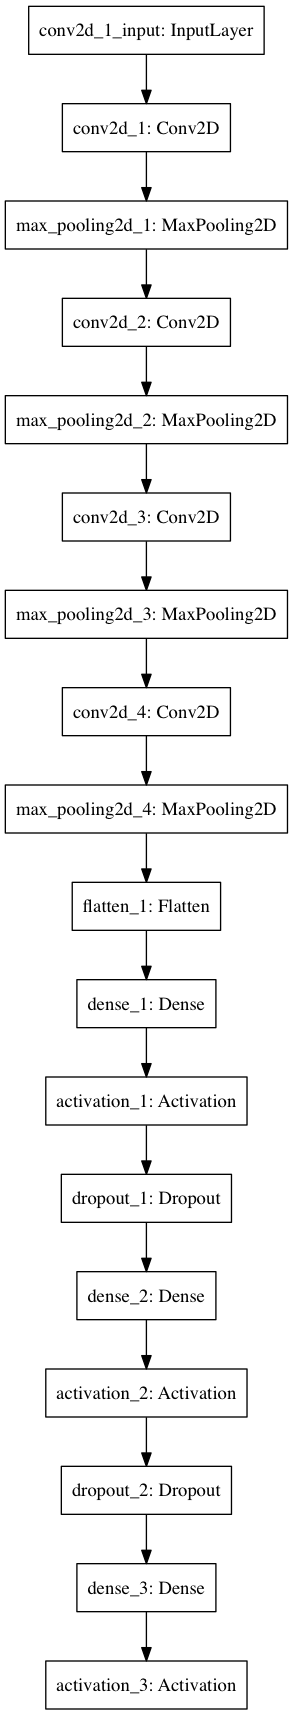 conv2d_1_input: InputLayer
conv2d_1: Conv2D
max_pooling2d_1: MaxPooling2D
conv2d_2: Conv2D
max_pooling2d_2: MaxPooling2D
conv2d_3: Conv2D
max_pooling2d_3: MaxPooling2D
conv2d_4: Conv2D
max_pooling2d_4: MaxPooling2D
flatten_1: Flatten
dense_1: Dense
activation_1: Activation
dropout_1: Dropout
dense_2: Dense
activation_2: Activation
dropout_2: Dropout
dense_3: Dense
activation_3: Activation